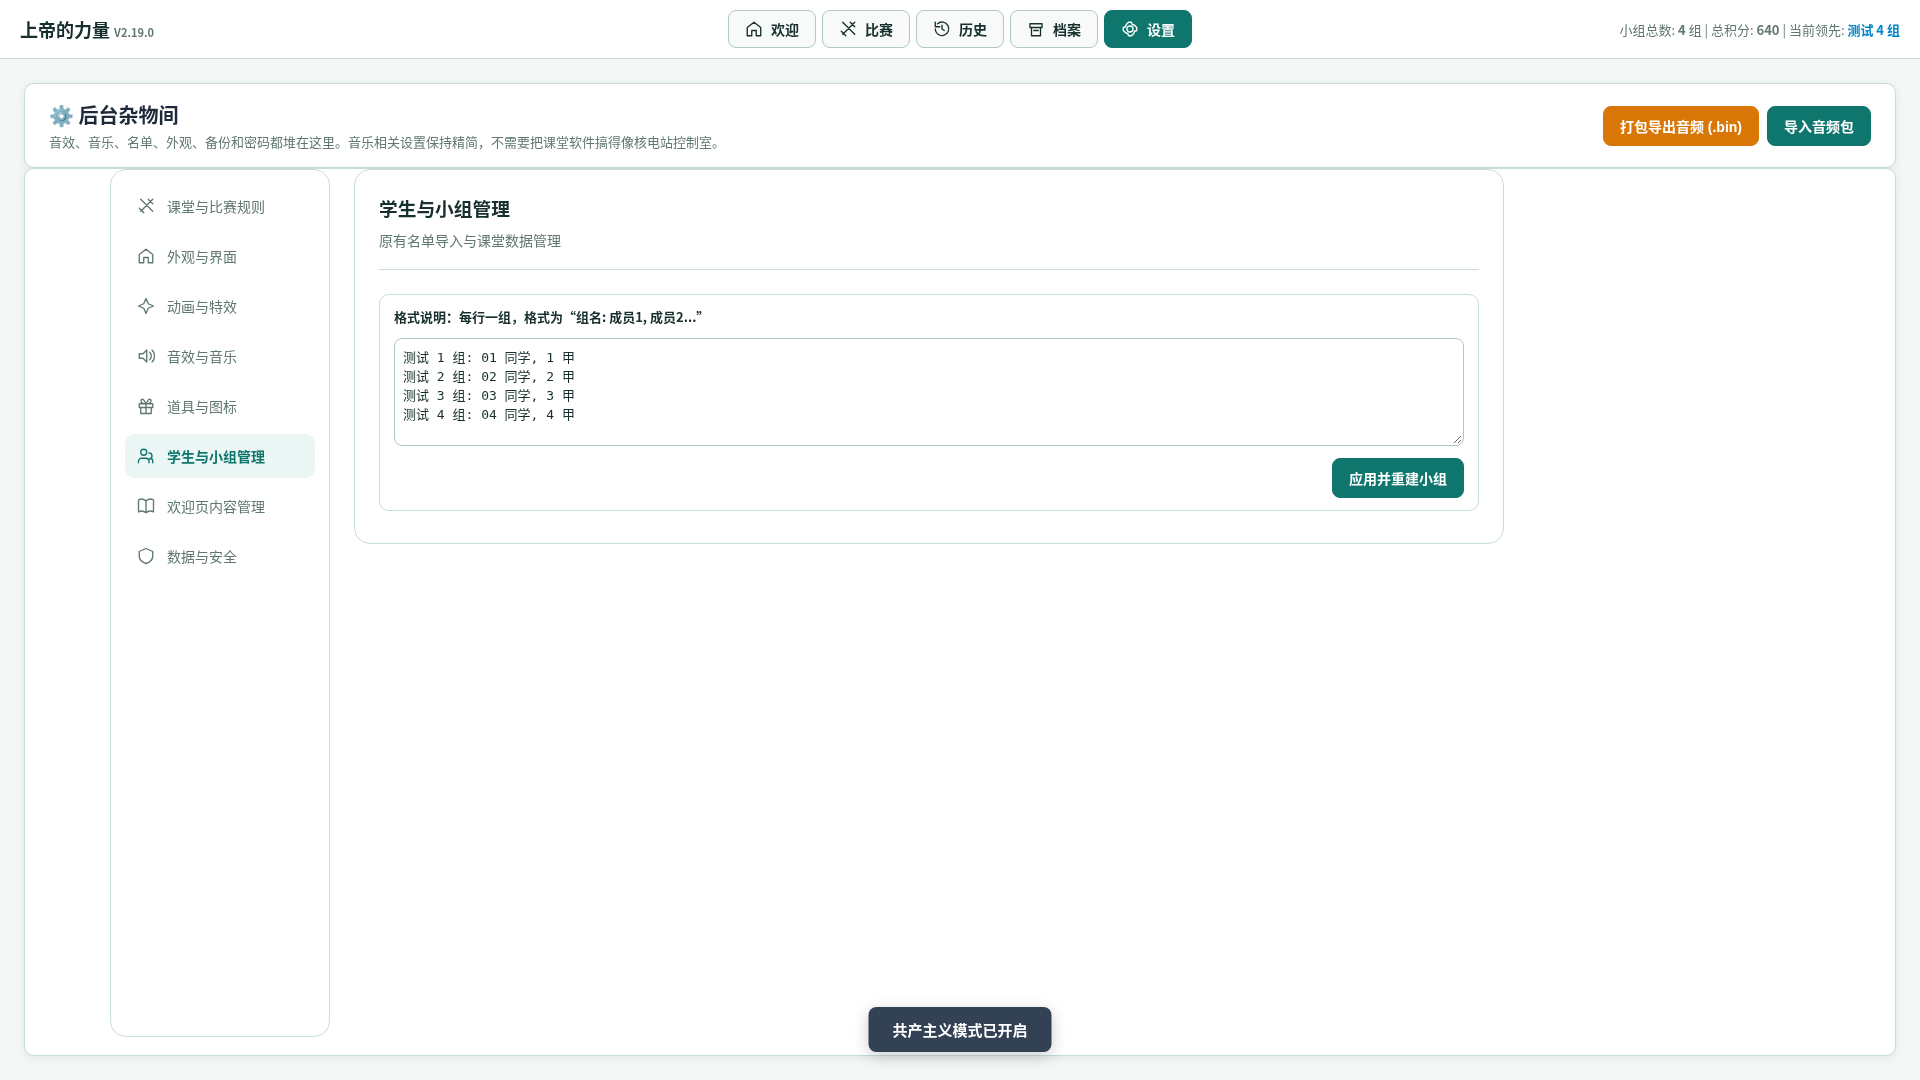 上帝的力量 V2.19.0
欢迎
比赛
历史
档案
设置
小组总数: 4 组 | 总积分: 640 | 当前领先: 测试 4 组
后台杂物间
音效、音乐、名单、外观、备份和密码都堆在这里。音乐相关设置保持精简，不需要把课堂软件搞得像核电站控制室。
打包导出音频 (.bin)
导入音频包
课堂与比赛规则
外观与界面
动画与特效
音效与音乐
道具与图标
学生与小组管理
欢迎页内容管理
数据与安全
学生与小组管理
原有名单导入与课堂数据管理
格式说明：每行一组，格式为“组名: 成员1, 成员2...”
测试 1 组: 01 同学, 1 甲
测试 2 组: 02 同学, 2 甲
测试 3 组: 03 同学, 3 甲
测试 4 组: 04 同学, 4 甲
应用并重建小组
共产主义模式已开启